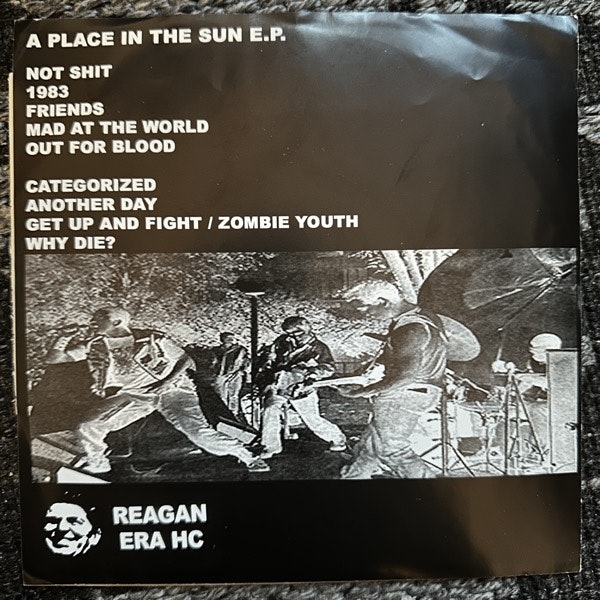 A PLACE IN THE SUN E.P.
NOT SHIT
1983
FRIENDS
MAD AT THE WORLD
OUT FOR BLOOD
CATEGORIZED
ANOTHER DAY
GET UP AND FIGHT / ZOMBIE YOUTH
WHY DIE?
REAGAN
ERA HC